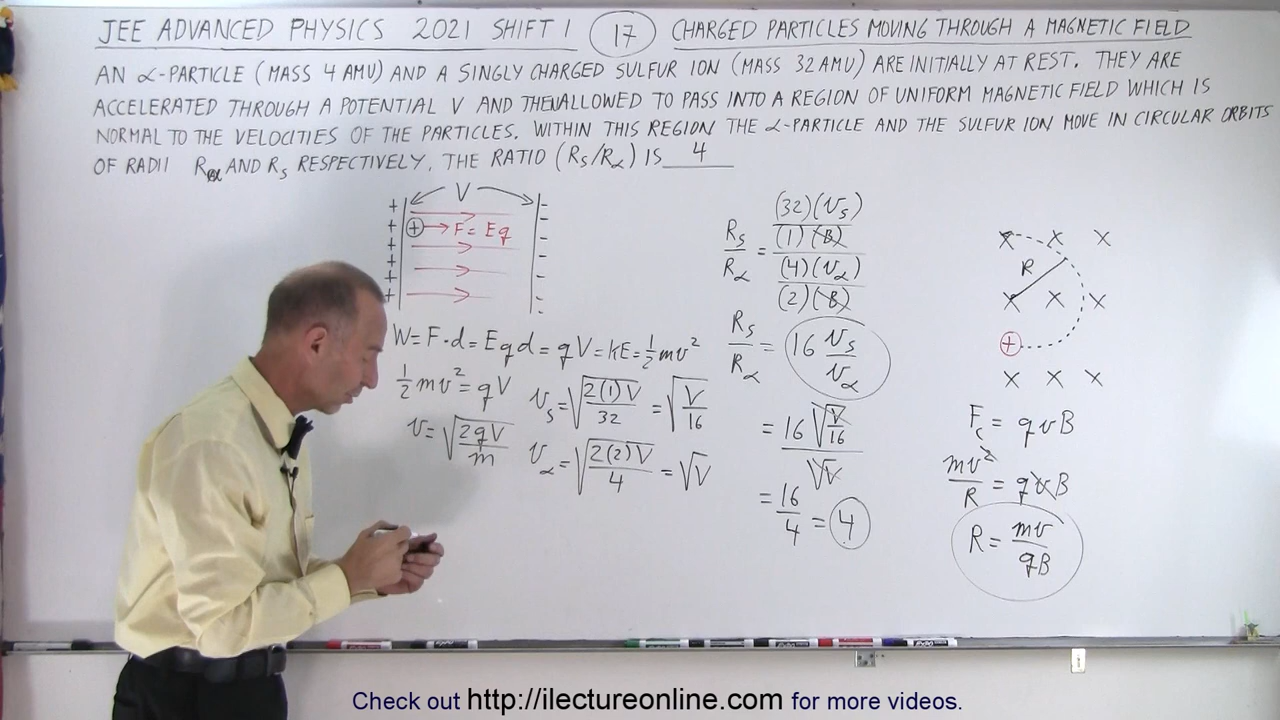 JEE ADVANCED PHYSICS 2021 SHIFT 1 (17) CHARGED PARTICLES MOVING THROUGH A MAGNETIC FIELD
AN α-PARTICLE (MASS 4 AMU) AND A SINGLY CHARGED SULFUR ION (MASS 32 AMU) ARE INITIALLY AT REST. THEY ARE
ACCELERATED THROUGH A POTENTIAL V AND THEN ALLOWED TO PASS INTO A REGION OF UNIFORM MAGNETIC FIELD WHICH IS
NORMAL TO THE VELOCITIES OF THE PARTICLES. WITHIN THIS REGION THE α-PARTICLE AND THE SULFUR ION MOVE IN CIRCULAR ORBITS
OF RADII Rα AND Rs RESPECTIVELY. THE RATIO (Rs/Rα) IS 4
V
+ → F = Eq
W = F·d = Eqd = qV = KE = ½mv²
½mv² = qV
v = √(2qV/m)
vs = √(2(1)V/32) = √(V/16)
vα = √(2(2)V/4) = √V
Rs/Rα = ((32)(vs)/(1)(B))/((4)(vα)/(2)(B))
Rs/Rα = 16 vs/vα
= 16√(V/16)/√V
= 16/4 = 4
X X X
R
X X X
+
X X X
Fc = qvB
mv²/R = qvB
R = mv/qB
Check out http://ilectureonline.com for more videos.